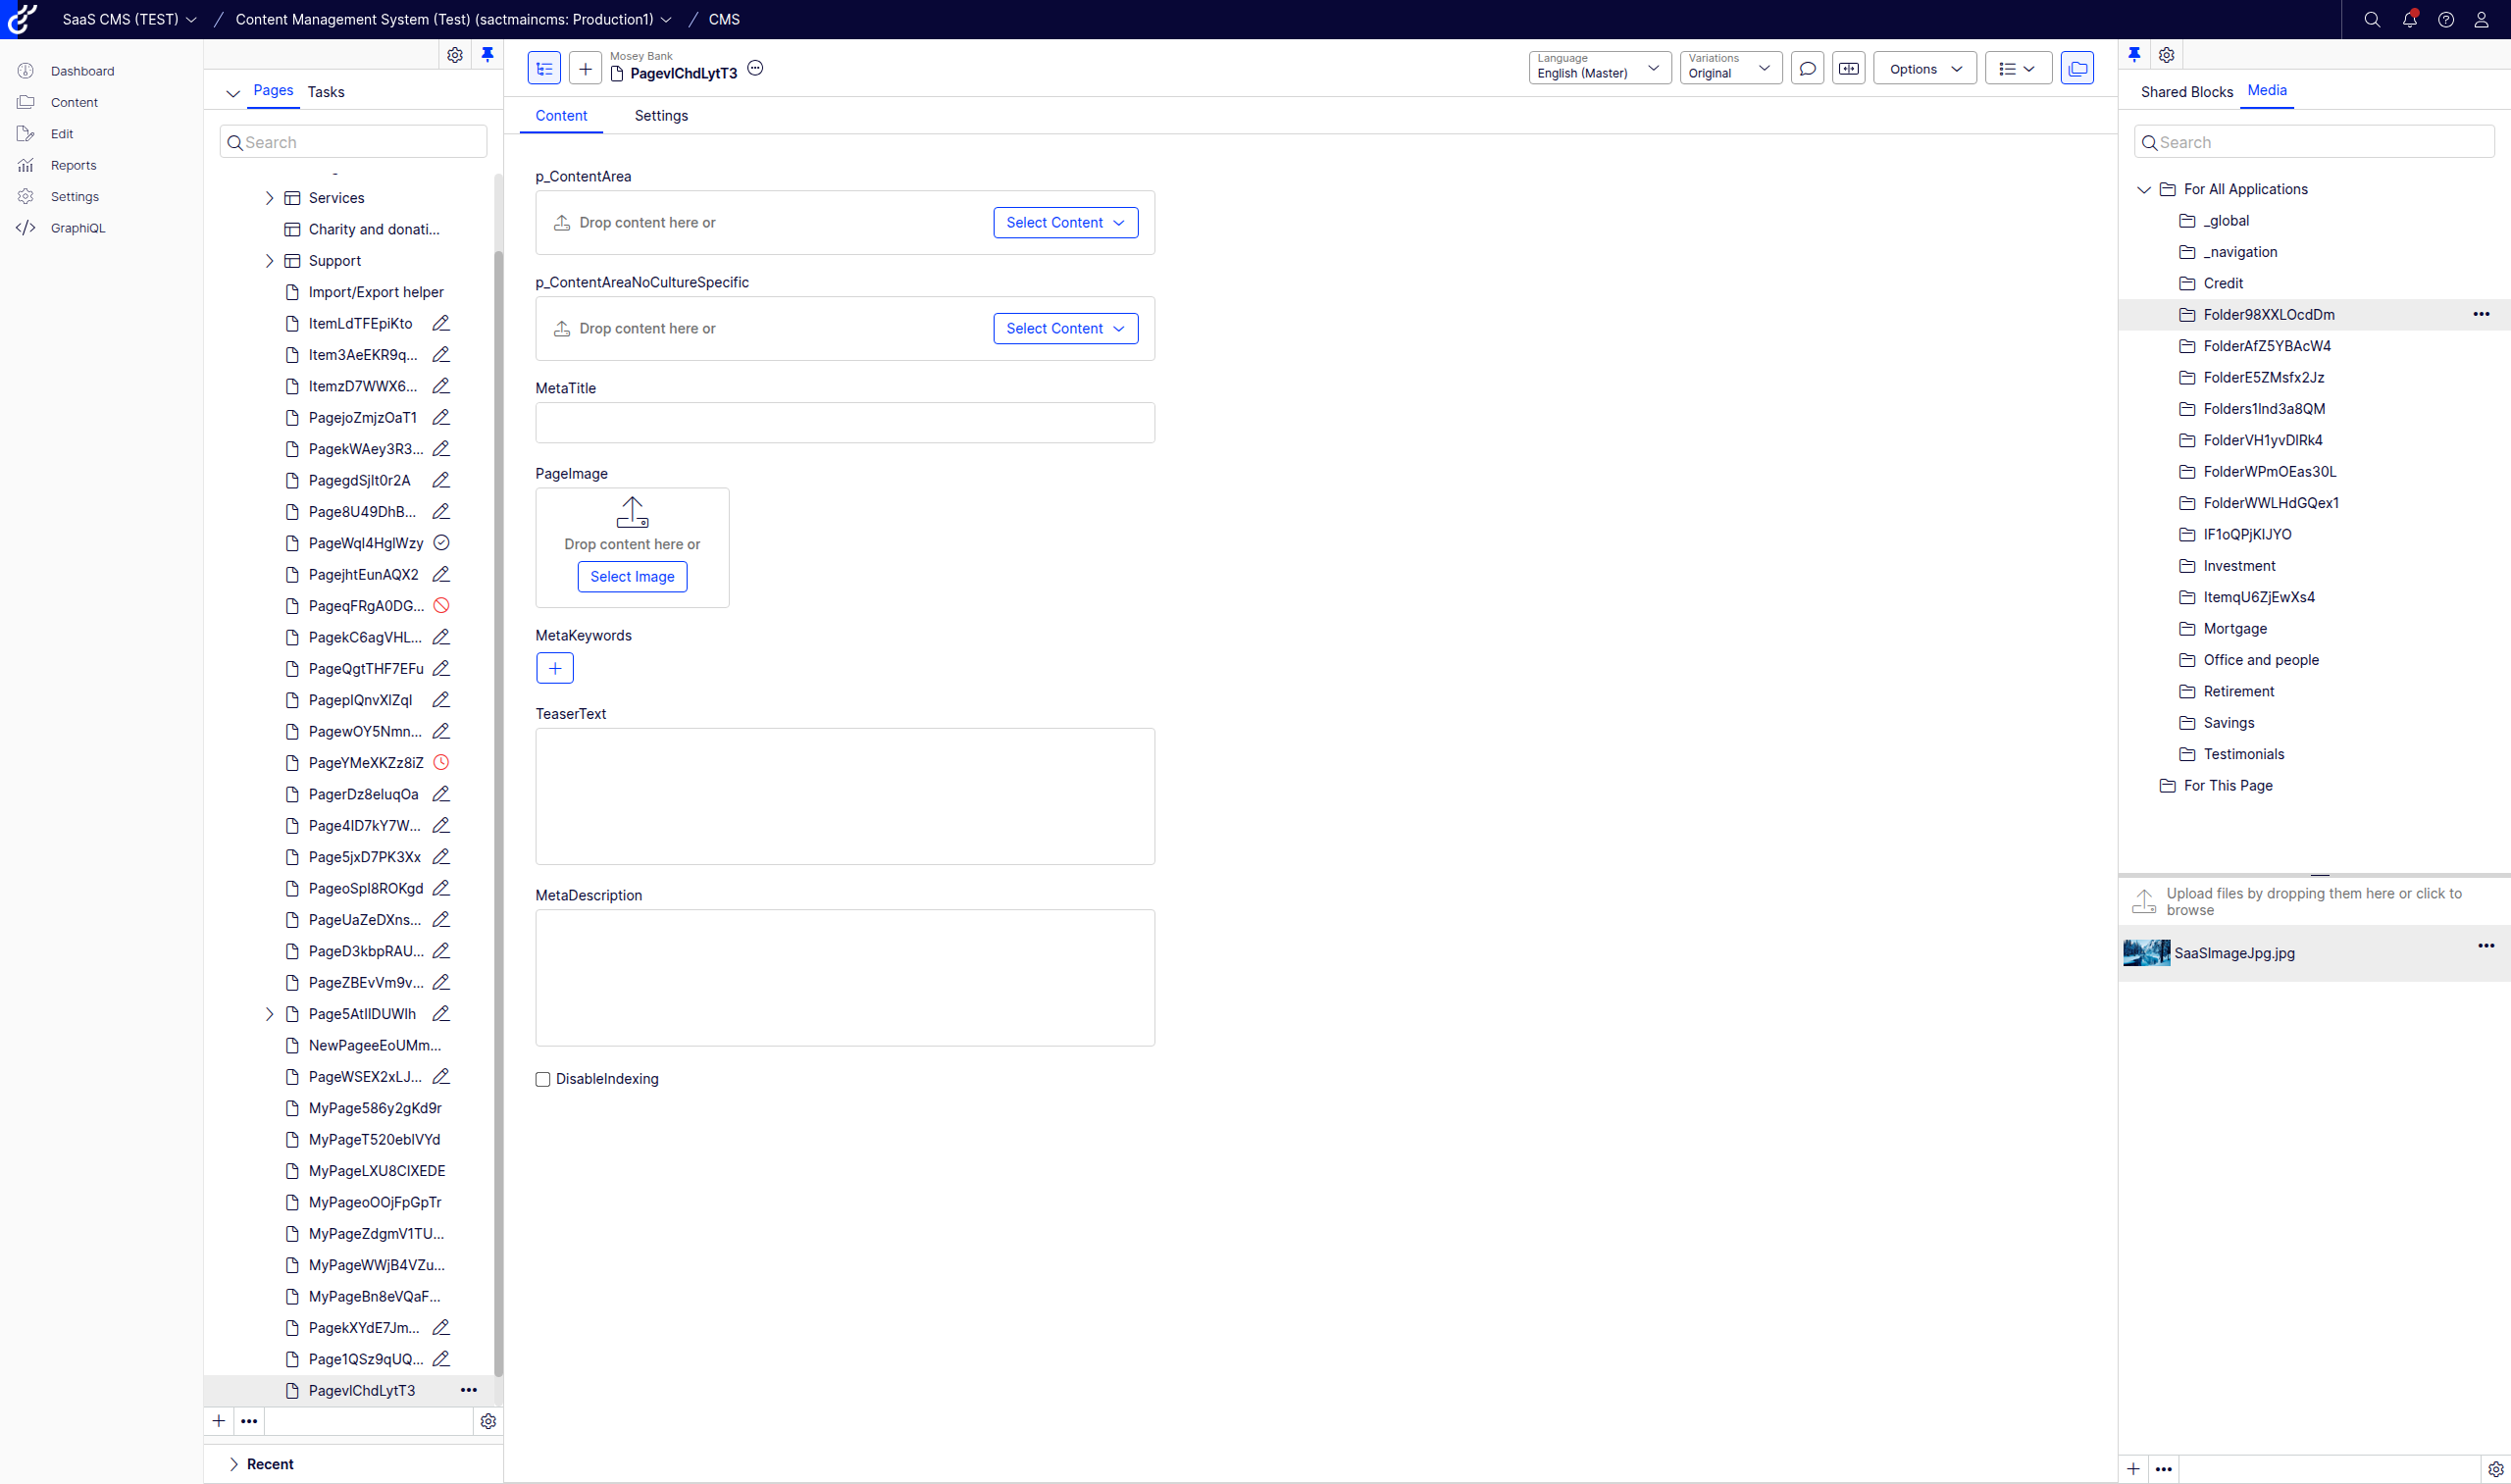 SaaS CMS (TEST)
Content Management System (Test) (sactmaincms: Production1)
CMS
Dashboard
Content
Edit
Reports
Settings
GraphiQL
Pages
Tasks
Search
Services
Charity and donati...
Support
Import/Export helper
ItemLdTFEpiKto
Item3AeEKR9q...
ItemzD7WWX6...
PagejoZmjzOaT1
PagekWAey3R3...
PagegdSjlt0r2A
Page8U49DhB...
PageWqI4HglWzy
PagejhtEunAQX2
PageqFRgA0DG...
PagekC6agVHL...
PageQgtTHF7EFu
PagepIQnvXlZql
PagewOY5Nmn...
PageYMeXKZz8iZ
PagerDz8eluqOa
Page4ID7kY7W...
Page5jxD7PK3Xx
PageoSpI8ROKgd
PageUaZeDXns...
PageD3kbpRAU...
PageZBEvVm9v...
Page5AtIIDUWlh
NewPageeEoUMm...
PageWSEX2xLJ...
MyPage586y2gKd9r
MyPageT520eblVYd
MyPageLXU8CIXEDE
MyPageoOOjFpGpTr
MyPageZdgmV1TU...
MyPageWWjB4VZu...
MyPageBn8eVQaF...
PagekXYdE7Jm...
Page1QSz9qUQ...
PagevlChdLytT3
Recent
Mosey Bank
PagevlChdLytT3
Language
English (Master)
Variations
Original
Options
Content
Settings
p_ContentArea
Drop content here or
Select Content
p_ContentAreaNoCultureSpecific
Drop content here or
Select Content
MetaTitle
PageImage
Drop content here or
Select Image
MetaKeywords
TeaserText
MetaDescription
DisableIndexing
Shared Blocks
Media
Search
For All Applications
_global
_navigation
Credit
Folder98XXLOcdDm
FolderAfZ5YBAcW4
FolderE5ZMsfx2Jz
Folders1lnd3a8QM
FolderVH1yvDlRk4
FolderWPmOEas30L
FolderWWLHdGQex1
IF1oQPjKIJYO
Investment
ItemqU6ZjEwXs4
Mortgage
Office and people
Retirement
Savings
Testimonials
For This Page
Upload files by dropping them here or click to
browse
SaaSImageJpg.jpg